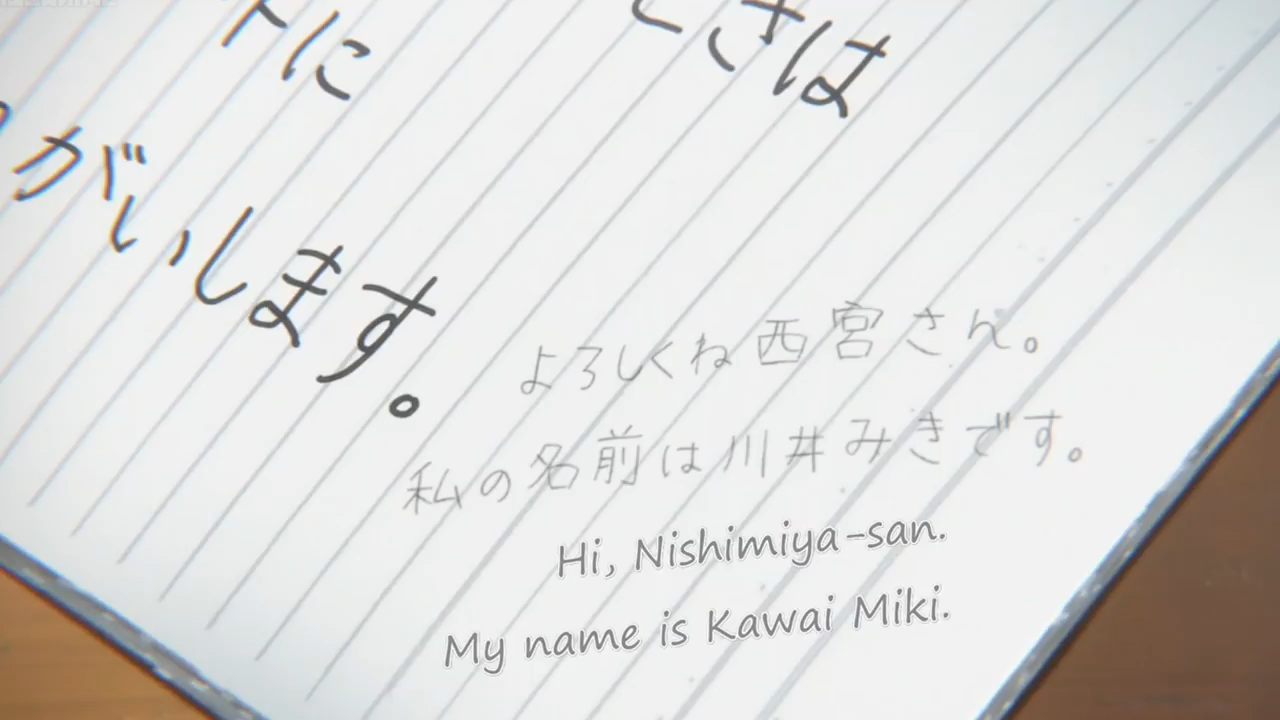 トに
ときは
がいします。
よろしくね西宮さん。
私の名前は川井みきです。
Hi, Nishimiya-san.
My name is Kawai Miki.